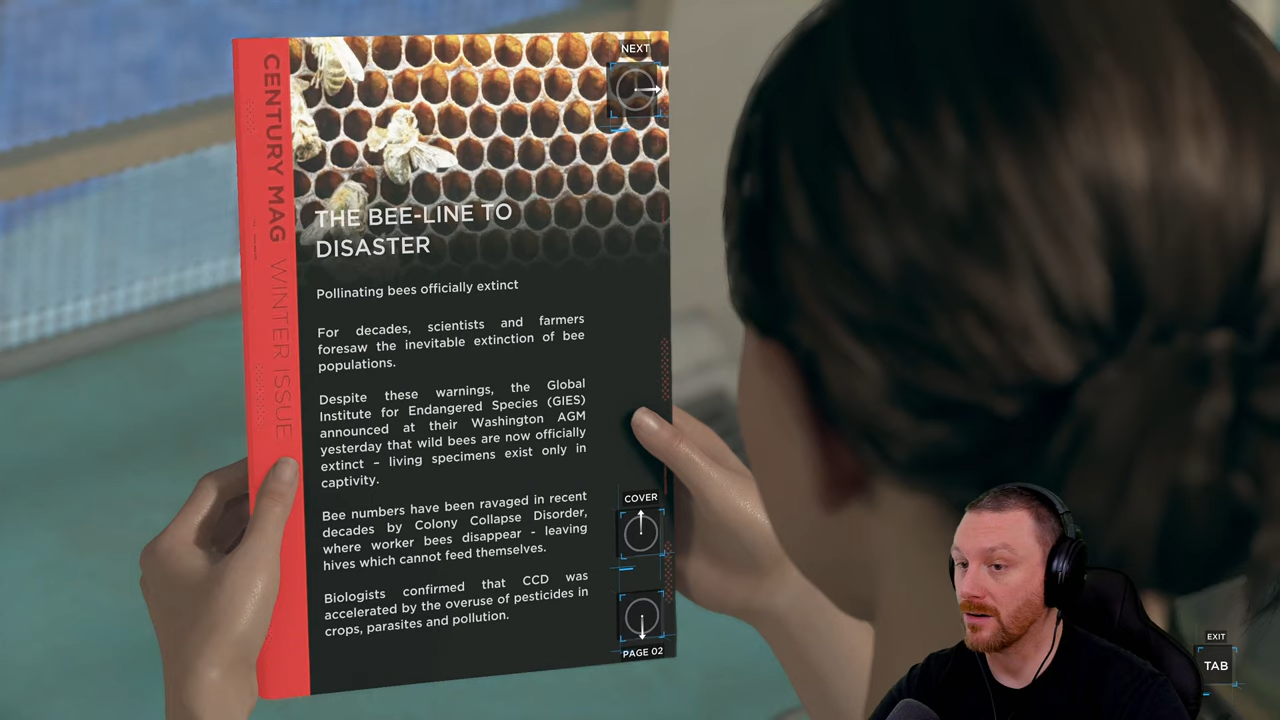 CENTURY MAG WINTER ISSUE
NEXT
THE BEE-LINE TO
DISASTER
Pollinating bees officially extinct
For decades, scientists and farmers
foresaw the inevitable extinction of bee
populations.
Despite these warnings, the Global
Institute for Endangered Species (GIES)
announced at their Washington AGM
yesterday that wild bees are now officially
extinct – living specimens exist only in
captivity.
Bee numbers have been ravaged in recent
decades by Colony Collapse Disorder,
where worker bees disappear - leaving
hives which cannot feed themselves.
Biologists confirmed that CCD was
accelerated by the overuse of pesticides in
crops, parasites and pollution.
COVER
PAGE 02
EXIT
TAB